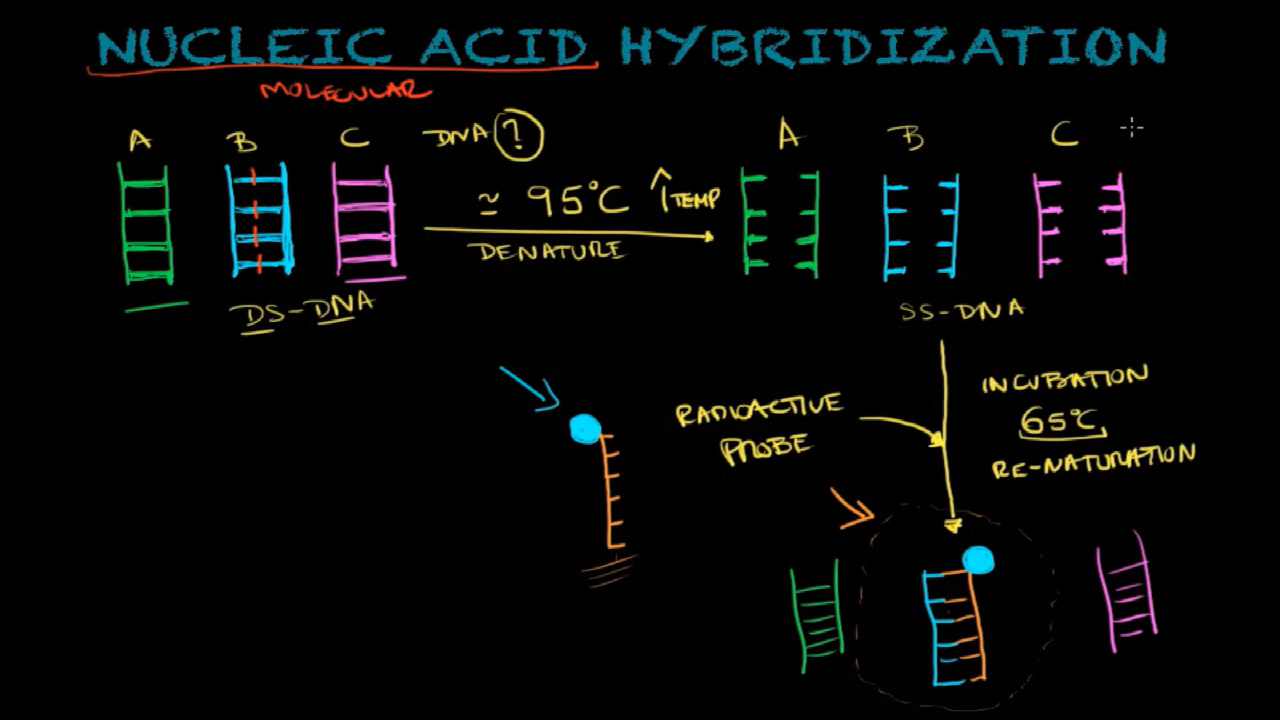 NUCLEIC ACID HYBRIDIZATION
MOLECULAR
A B C DNA ?
≈ 95°C ↑TEMP
DENATURE
DS-DNA
A B C
SS-DNA
RADIOACTIVE
PROBE
INCUBATION
65°C
RE-NATURATION